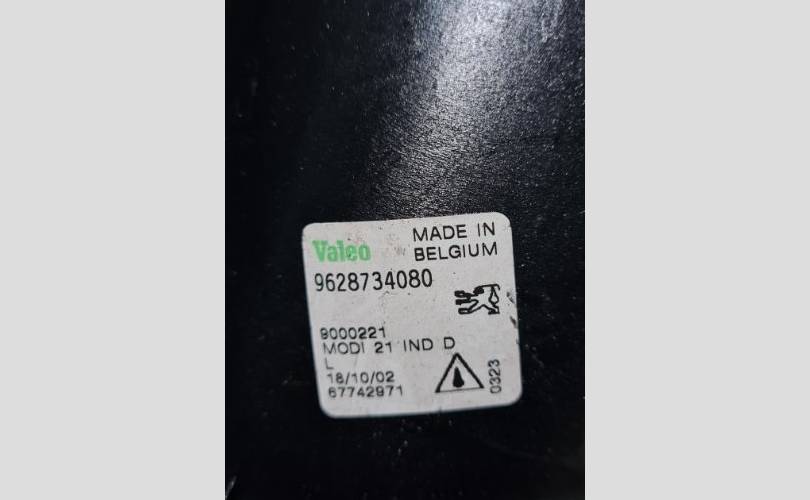 Valeo MADE IN
BELGIUM
9628734080
9000221
MODI 21 IND D
L
18/10/02
67742971
0323